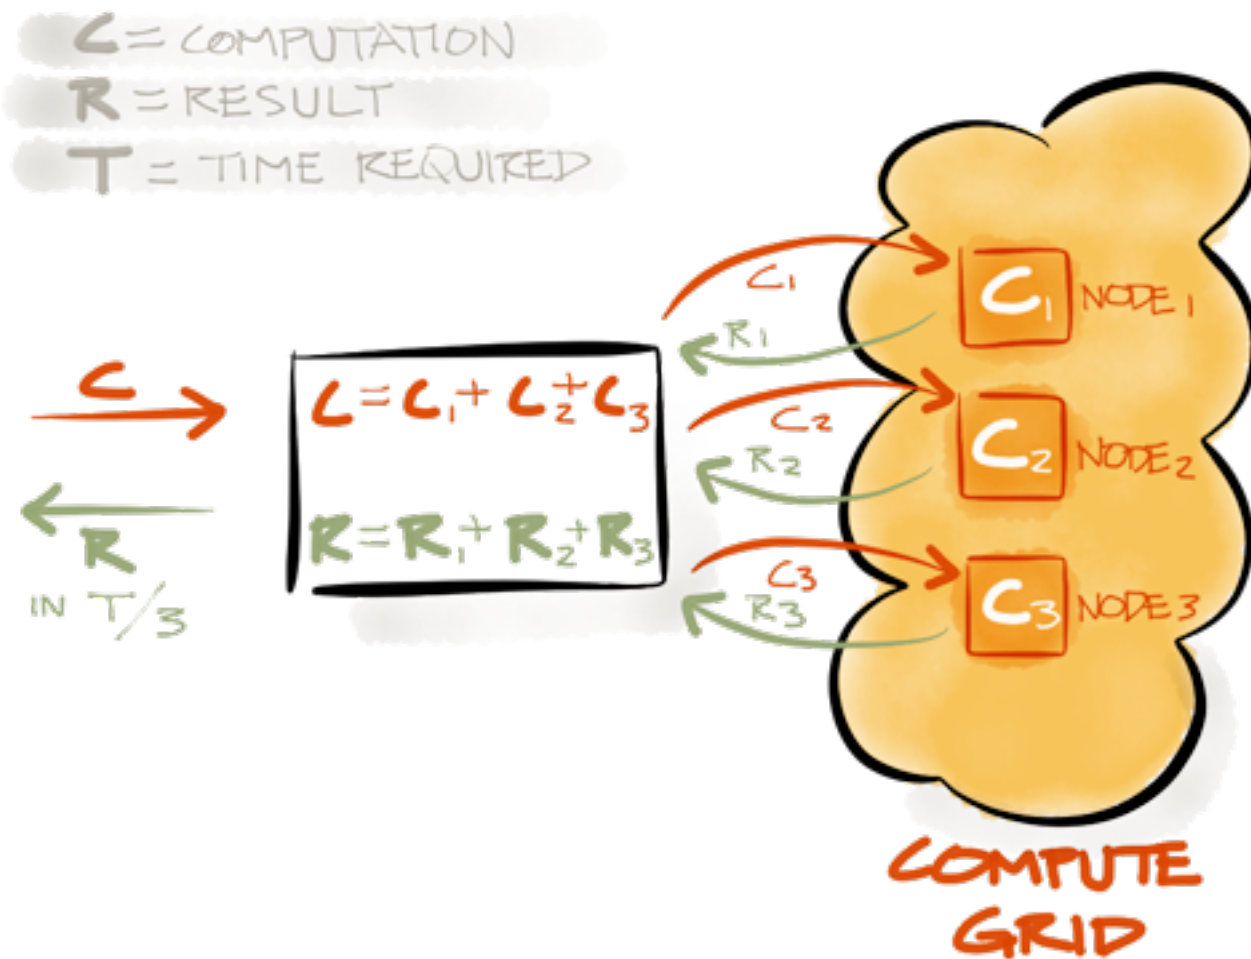 C = COMPUTATION
R = RESULT
T = TIME REQUIRED
C
R
IN T/3
C = C1 + C2 + C3
R = R1 + R2 + R3
C1
R1
C2
R2
C3
R3
C1 NODE 1
C2 NODE 2
C3 NODE 3
COMPUTE
GRID